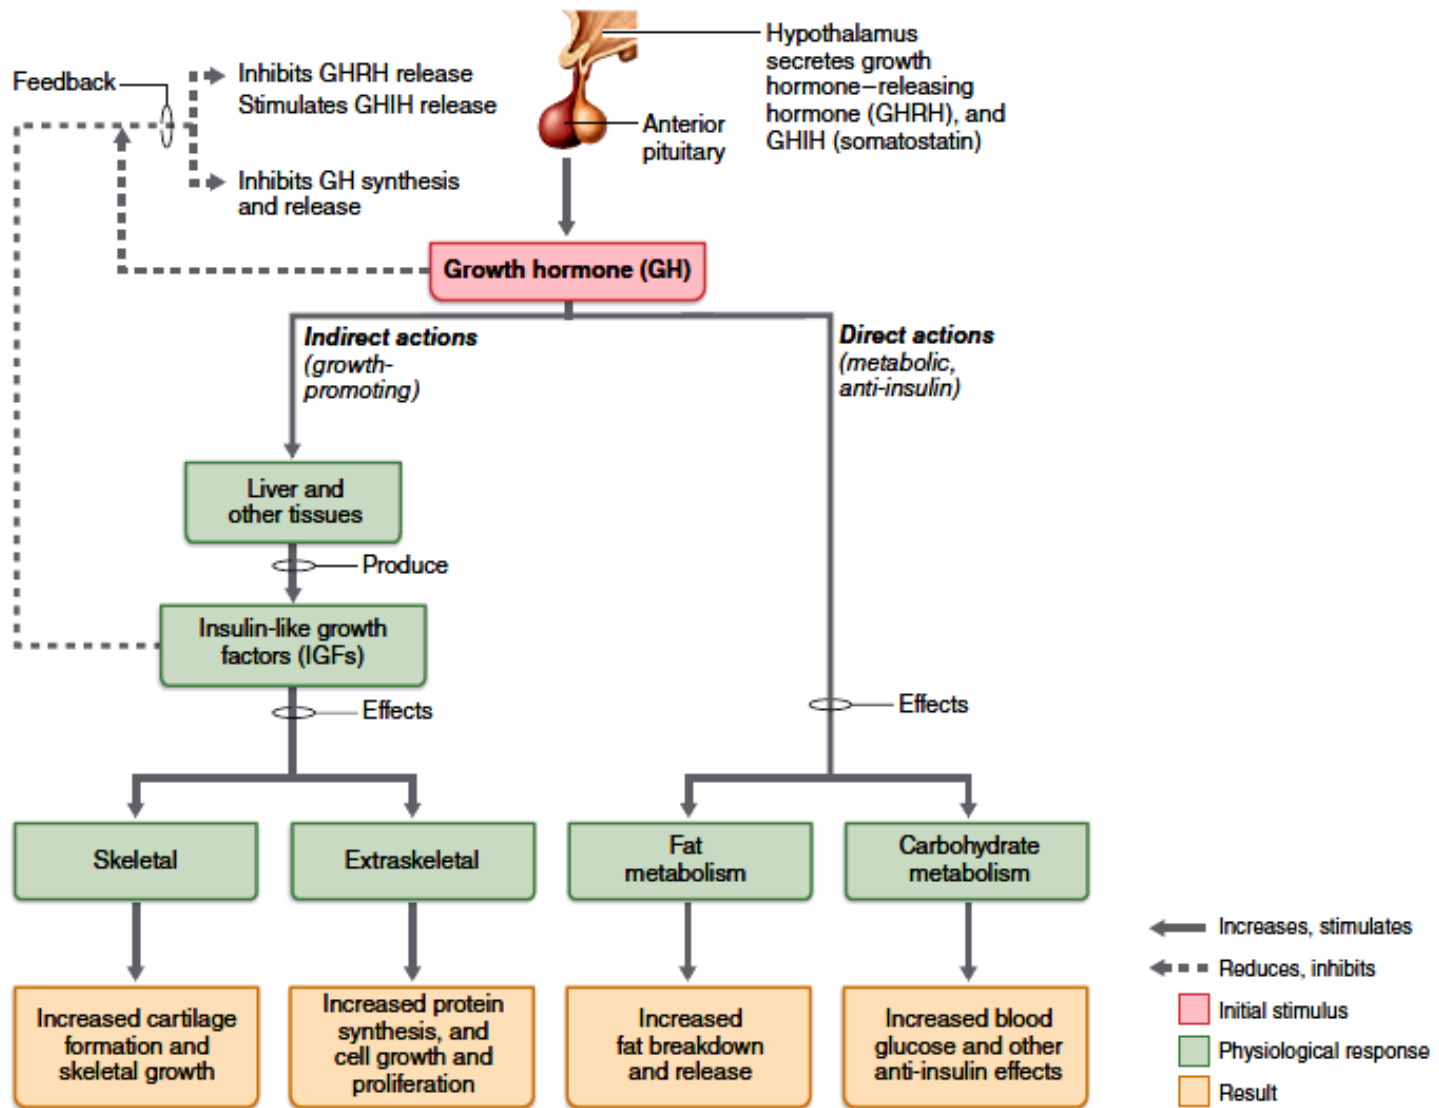 Feedback
Inhibits GHRH release
Stimulates GHIH release
Inhibits GH synthesis
and release
Anterior
pituitary
Hypothalamus
secretes growth
hormone–releasing
hormone (GHRH), and
GHIH (somatostatin)
Growth hormone (GH)
Indirect actions
(growth-
promoting)
Direct actions
(metabolic,
anti-insulin)
Liver and
other tissues
Produce
Insulin-like growth
factors (IGFs)
Effects
Effects
Skeletal
Extraskeletal
Fat
metabolism
Carbohydrate
metabolism
Increased cartilage
formation and
skeletal growth
Increased protein
synthesis, and
cell growth and
proliferation
Increased
fat breakdown
and release
Increased blood
glucose and other
anti-insulin effects
Increases, stimulates
Reduces, inhibits
Initial stimulus
Physiological response
Result